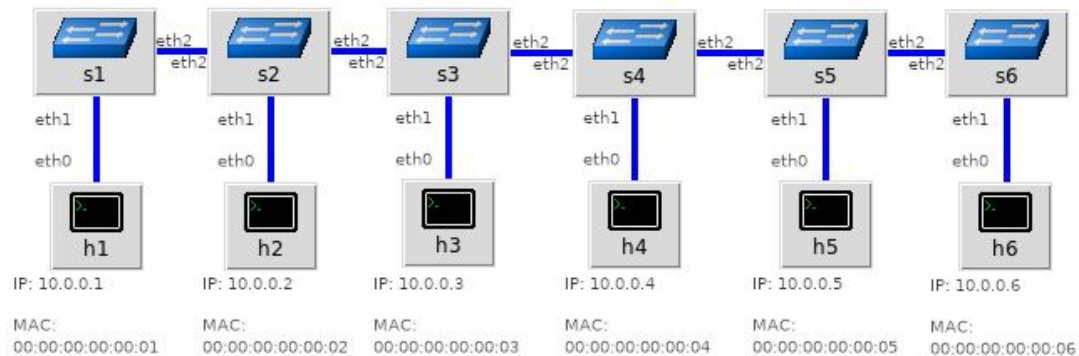 eth2 eth2 eth2 eth2 eth2
eth2 eth2 eth2 eth2 eth2
s1 s2 s3 s4 s5 s6
eth1 eth1 eth1 eth1 eth1 eth1
eth0 eth0 eth0 eth0 eth0 eth0
h1 h2 h3 h4 h5 h6
IP: 10.0.0.1 IP: 10.0.0.2 IP: 10.0.0.3 IP: 10.0.0.4 IP: 10.0.0.5 IP: 10.0.0.6
MAC: MAC: MAC: MAC: MAC: MAC:
00:00:00:00:00:01 00:00:00:00:00:02 00:00:00:00:00:03 00:00:00:00:00:04 00:00:00:00:00:05 00:00:00:00:00:06